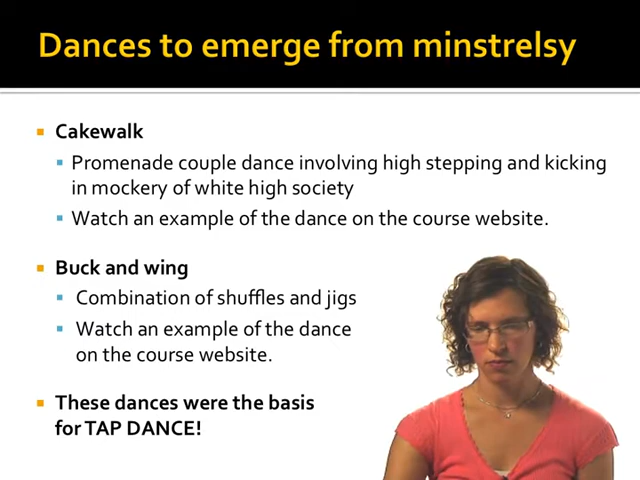 Dances to emerge from minstrelsy
Cakewalk
Promenade couple dance involving high stepping and kicking
in mockery of white high society
Watch an example of the dance on the course website.
Buck and wing
Combination of shuffles and jigs
Watch an example of the dance
on the course website.
These dances were the basis
for TAP DANCE!